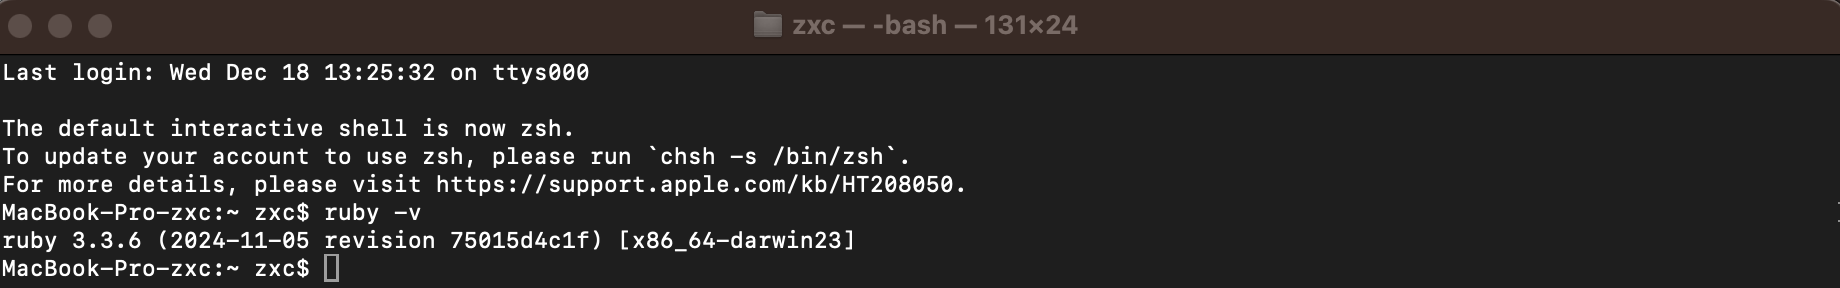 zxc — -bash — 131×24
Last login: Wed Dec 18 13:25:32 on ttys000
The default interactive shell is now zsh.
To update your account to use zsh, please run `chsh -s /bin/zsh`.
For more details, please visit https://support.apple.com/kb/HT208050.
MacBook-Pro-zxc:~ zxc$ ruby -v
ruby 3.3.6 (2024-11-05 revision 75015d4c1f) [x86_64-darwin23]
MacBook-Pro-zxc:~ zxc$